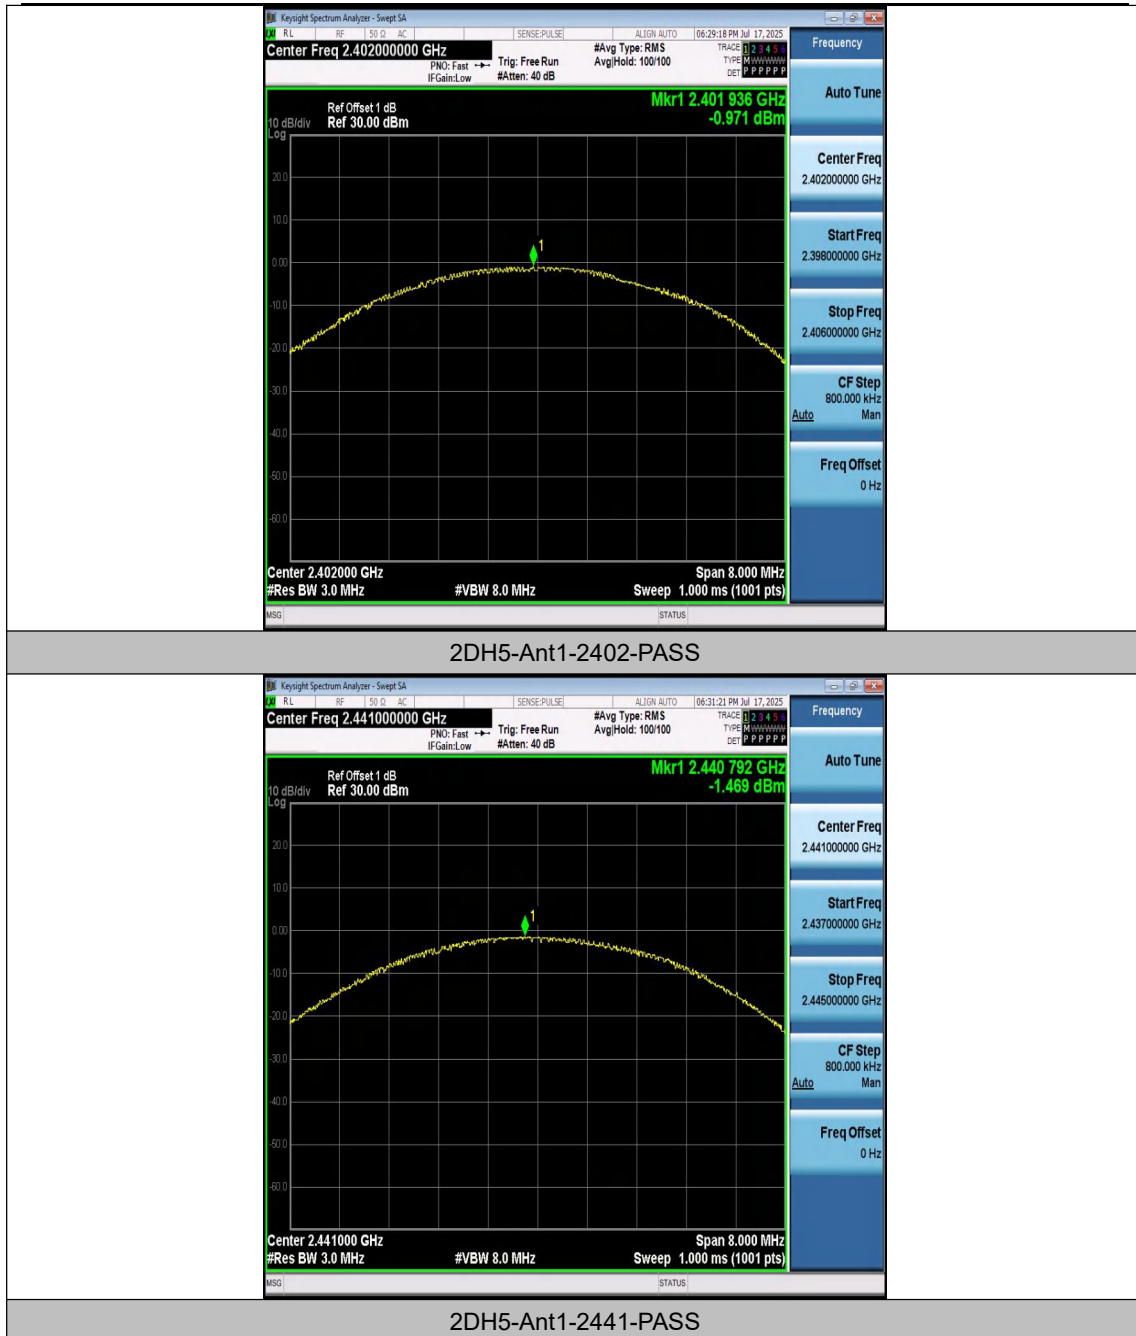 Keysight Spectrum Analyzer - Swept SA
RL RF 50 Ω AC SENSE:PULSE ALIGN AUTO 06:29:18 PM Jul 17, 2025
Center Freq 2.402000000 GHz
PNO: Fast
IFGain:Low
Trig: Free Run
#Atten: 40 dB
#Avg Type: RMS
Avg|Hold: 100/100
TRACE 1 2 3 4 5 6
TYPE M
DET P P P P P P
Frequency
Mkr1 2.401 936 GHz
-0.971 dBm
Ref Offset 1 dB
10 dB/div Ref 30.00 dBm
Log
20.0
10.0
0.00
-10.0
-20.0
-30.0
-40.0
-50.0
-60.0
1
Center 2.402000 GHz Span 8.000 MHz
#Res BW 3.0 MHz #VBW 8.0 MHz Sweep 1.000 ms (1001 pts)
MSG STATUS
Auto Tune
Center Freq
2.402000000 GHz
Start Freq
2.398000000 GHz
Stop Freq
2.406000000 GHz
CF Step
800.000 kHz
Auto Man
Freq Offset
0 Hz
2DH5-Ant1-2402-PASS
Keysight Spectrum Analyzer - Swept SA
RL RF 50 Ω AC SENSE:PULSE ALIGN AUTO 06:31:21 PM Jul 17, 2025
Center Freq 2.441000000 GHz
PNO: Fast
IFGain:Low
Trig: Free Run
#Atten: 40 dB
#Avg Type: RMS
Avg|Hold: 100/100
TRACE 1 2 3 4 5 6
TYPE M
DET P P P P P P
Frequency
Mkr1 2.440 792 GHz
-1.469 dBm
Ref Offset 1 dB
10 dB/div Ref 30.00 dBm
Log
20.0
10.0
0.00
-10.0
-20.0
-30.0
-40.0
-50.0
-60.0
1
Center 2.441000 GHz Span 8.000 MHz
#Res BW 3.0 MHz #VBW 8.0 MHz Sweep 1.000 ms (1001 pts)
MSG STATUS
Auto Tune
Center Freq
2.441000000 GHz
Start Freq
2.437000000 GHz
Stop Freq
2.445000000 GHz
CF Step
800.000 kHz
Auto Man
Freq Offset
0 Hz
2DH5-Ant1-2441-PASS